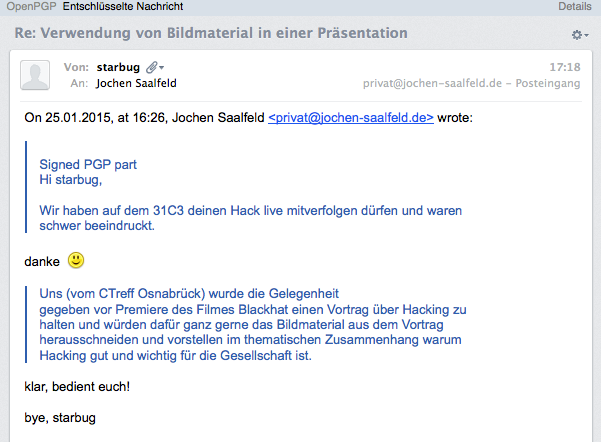 OpenPGP Entschlüsselte Nachricht Details
Re: Verwendung von Bildmaterial in einer Präsentation
Von: starbug 17:18
An: Jochen Saalfeld privat@jochen-saalfeld.de – Posteingang
On 25.01.2015, at 16:26, Jochen Saalfeld <privat@jochen-saalfeld.de> wrote:
Signed PGP part
Hi starbug,
Wir haben auf dem 31C3 deinen Hack live mitverfolgen dürfen und waren
schwer beeindruckt.
danke 🙂
Uns (vom CTreff Osnabrück) wurde die Gelegenheit
gegeben vor Premiere des Filmes Blackhat einen Vortrag über Hacking zu
halten und würden dafür ganz gerne das Bildmaterial aus dem Vortrag
herausschneiden und vorstellen im thematischen Zusammenhang warum
Hacking gut und wichtig für die Gesellschaft ist.
klar, bedient euch!
bye, starbug